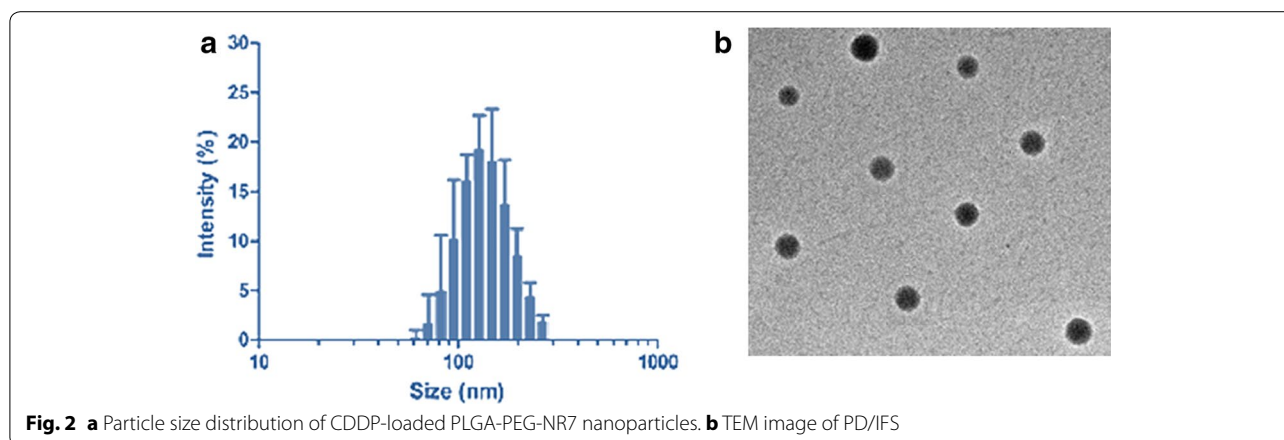 a
b
30
25
20
15
10
5
0
Intensity (%)
10
100
1000
Size (nm)
Fig. 2 a Particle size distribution of CDDP-loaded PLGA-PEG-NR7 nanoparticles. b TEM image of PD/IFS